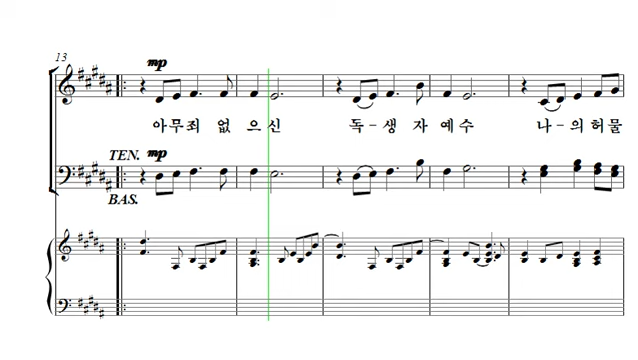 13
mp
아무죄 없 으신 독-생 자 예수 나-의 허물
TEN. mp
BAS.